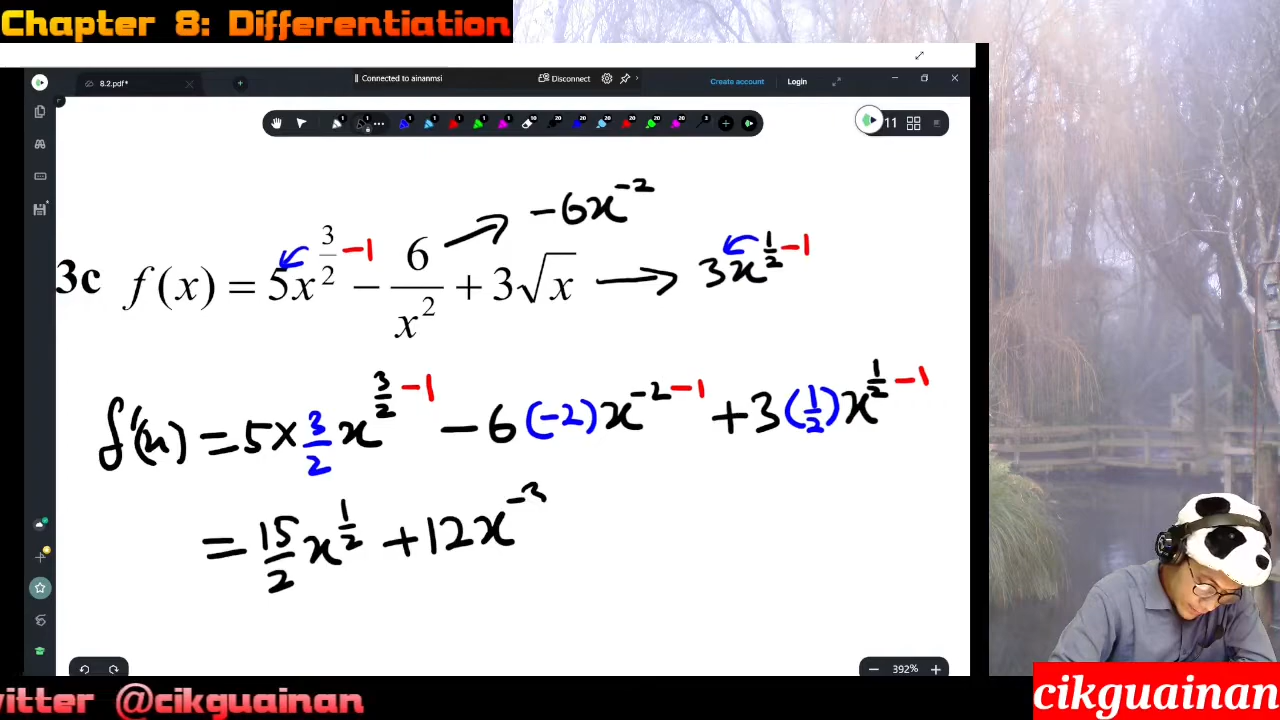 Chapter 8: Differentiation
8.2.pdf*
Connected to ainanmsi
Disconnect
Create account
Login
11
-6x^{-2}
3c f(x) = 5x^{3/2} -1 - 6/x^2 + 3√x → 3x^{1/2} -1
f'(x) = 5 × 3/2 x^{3/2 -1} - 6(-2)x^{-2-1} + 3(1/2)x^{1/2 -1}
= 15/2 x^{1/2} + 12x^{-3}
392%
witter @cikguainan
cikguainan